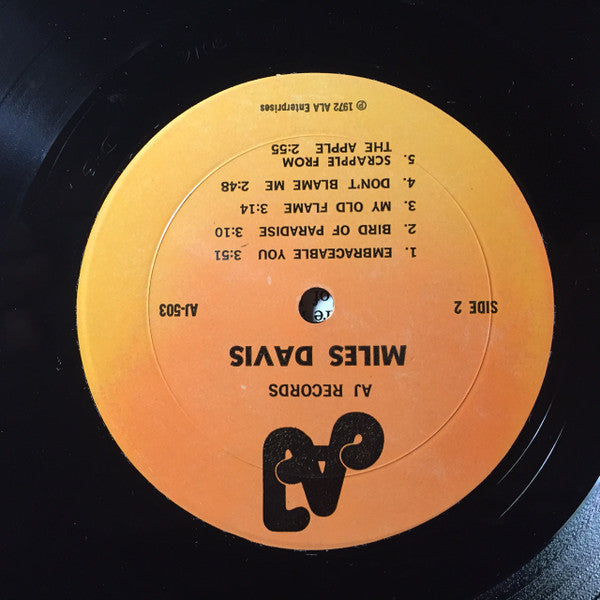 AJ RECORDS
MILES DAVIS
SIDE 2
AJ-503
1. EMBRACEABLE YOU 3:51
2. BIRD OF PARADISE 3:10
3. MY OLD FLAME 3:14
4. DON'T BLAME ME 2:48
5. SCRAPPLE FROM
THE APPLE 2:55
℗ 1972 ALA Enterprises